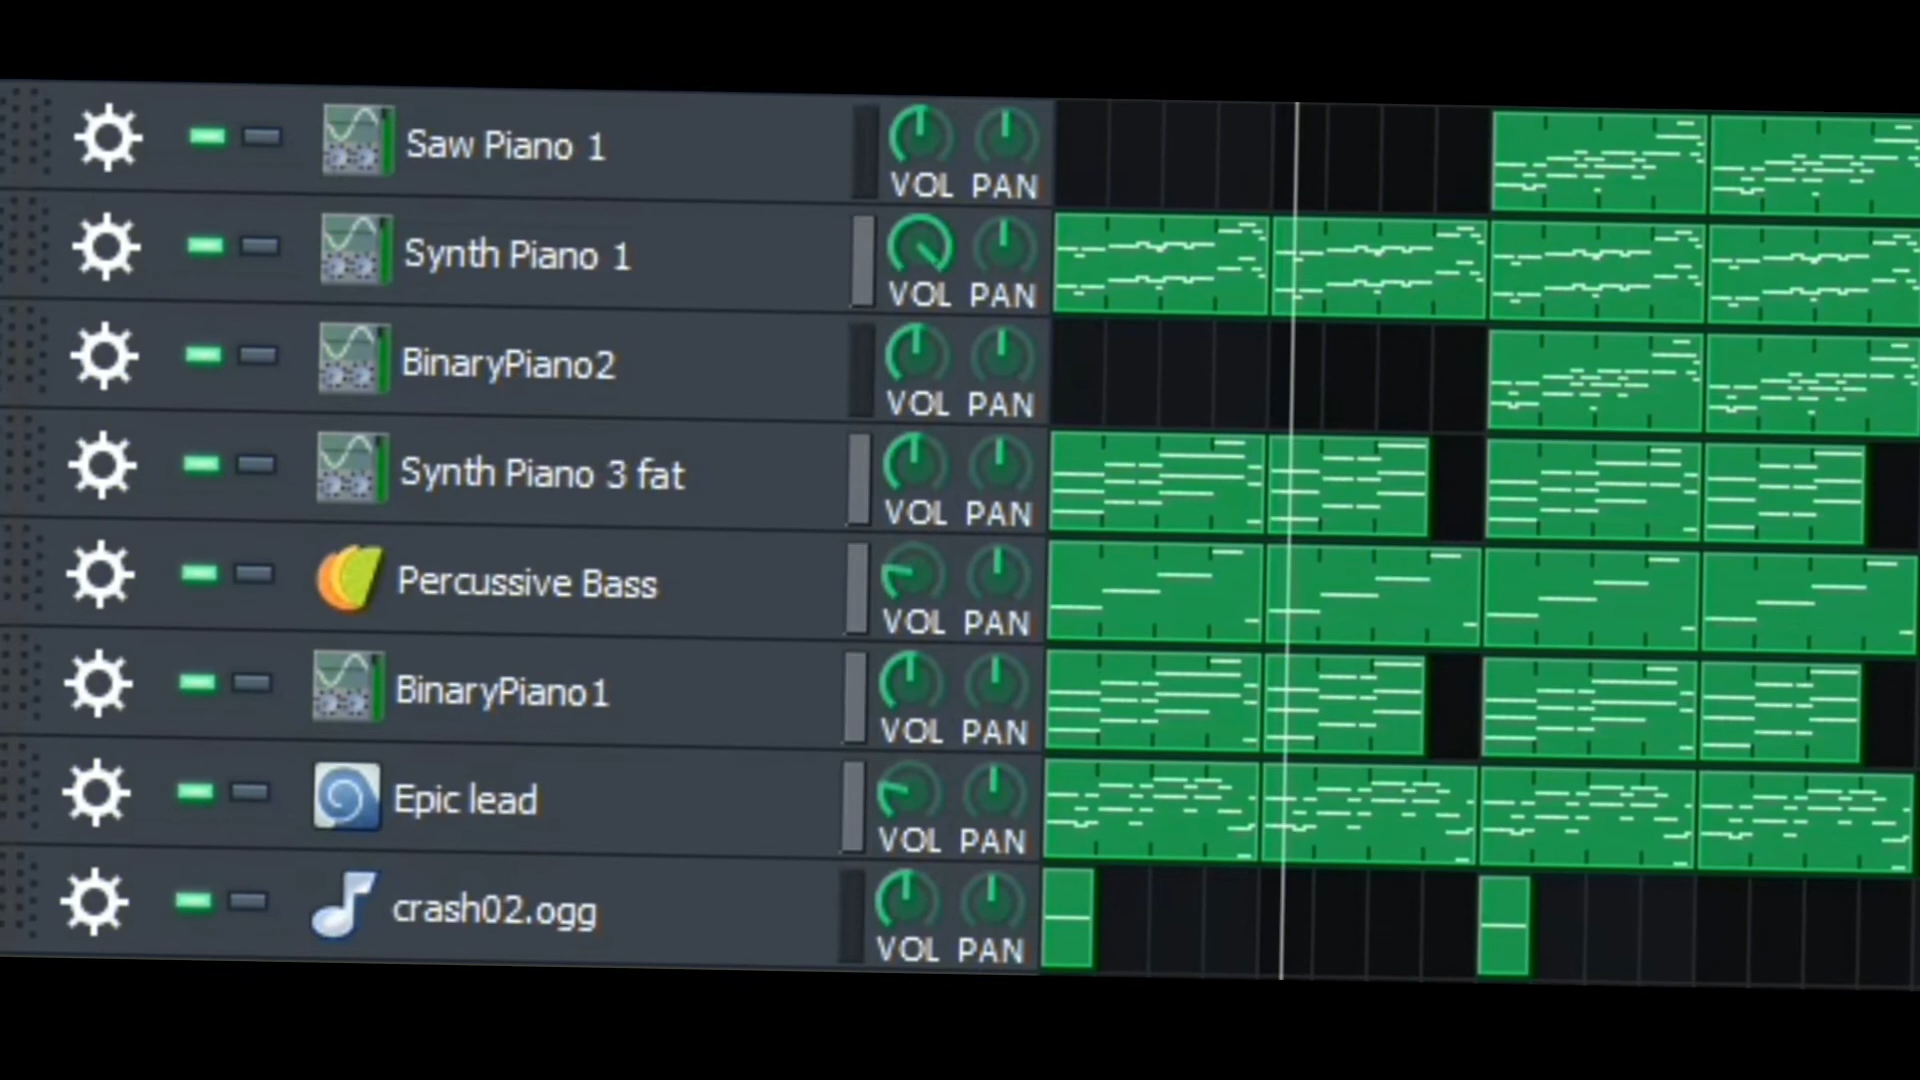 Saw Piano 1
VOL PAN
Synth Piano 1
VOL PAN
BinaryPiano2
VOL PAN
Synth Piano 3 fat
VOL PAN
Percussive Bass
VOL PAN
BinaryPiano1
VOL PAN
Epic lead
VOL PAN
crash02.ogg
VOL PAN